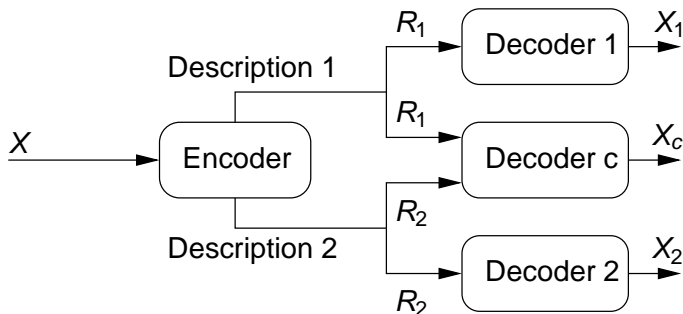 R1
Decoder 1
X1
Description 1
R1
X
Encoder
Decoder c
Xc
R2
Description 2
Decoder 2
X2
R2